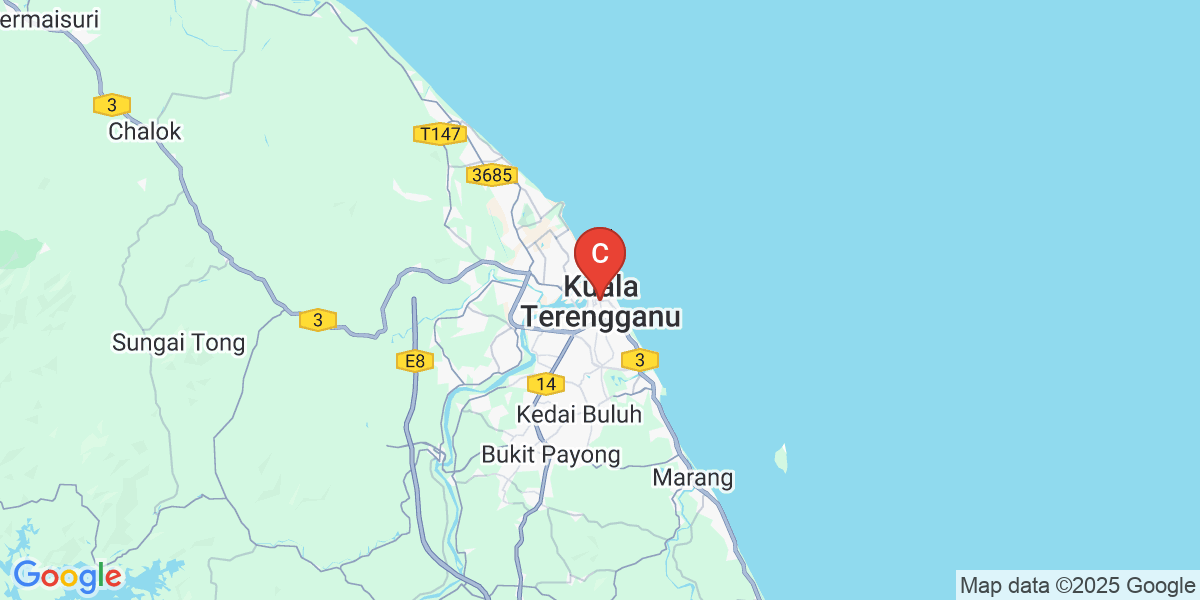 ermaisuri
3
Chalok
T147
3685
C
Kuala
Terengganu
3
Sungai Tong
E8
3
14
Kedai Buluh
Bukit Payong
Marang
Google
Map data ©2025 Google